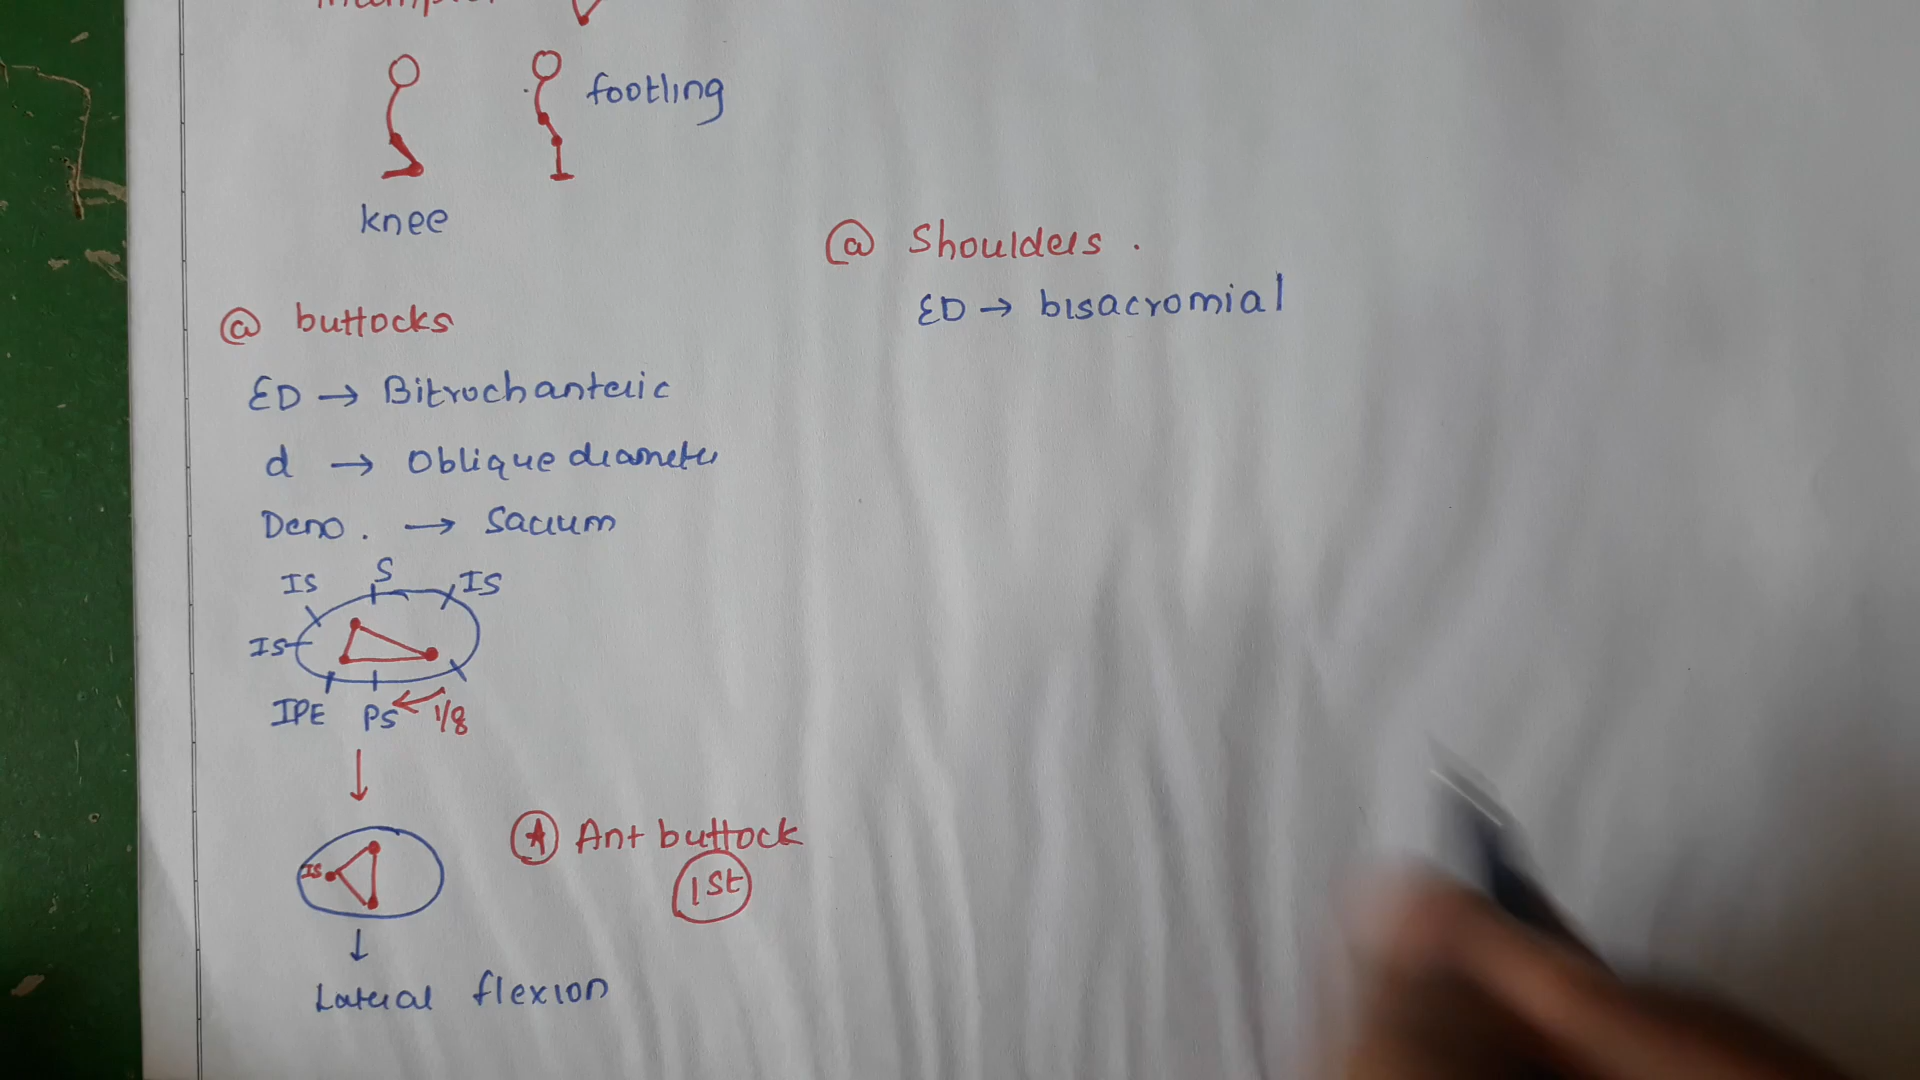 footling
knee
@ buttocks
ED → Bitrochanteric
d → Oblique diameter
Deno. → Sacrum
IS S IS
IS
IPE PS ← 1/8
↓
IS
A Ant buttock
1st
↓
Lateral flexion
@ Shoulders.
ED → bisacromial